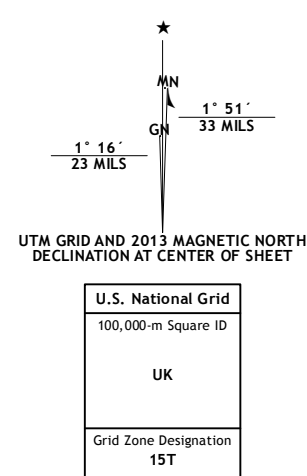 MN
1° 51´
33 MILS
GN
1° 16´
23 MILS
UTM GRID AND 2013 MAGNETIC NORTH
DECLINATION AT CENTER OF SHEET
U.S. National Grid
100,000-m Square ID
UK
Grid Zone Designation
15T